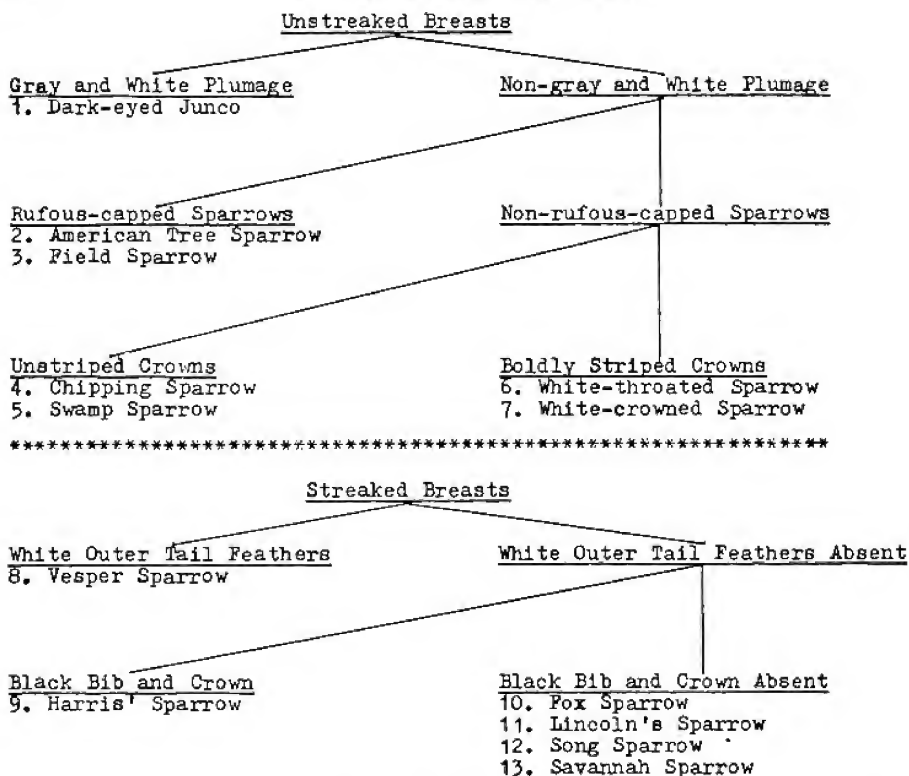 Unstreaked Breasts
Gray and White Plumage
1. Dark-eyed Junco
Non-gray and White Plumage
Rufous-capped Sparrows
2. American Tree Sparrow
3. Field Sparrow
Non-rufous-capped Sparrows
Unstriped Crowns
4. Chipping Sparrow
5. Swamp Sparrow
Boldly Striped Crowns
6. White-throated Sparrow
7. White-crowned Sparrow
*****************************************************************
Streaked Breasts
White Outer Tail Feathers
8. Vesper Sparrow
White Outer Tail Feathers Absent
Black Bib and Crown
9. Harris' Sparrow
Black Bib and Crown Absent
10. Fox Sparrow
11. Lincoln's Sparrow
12. Song Sparrow
13. Savannah Sparrow